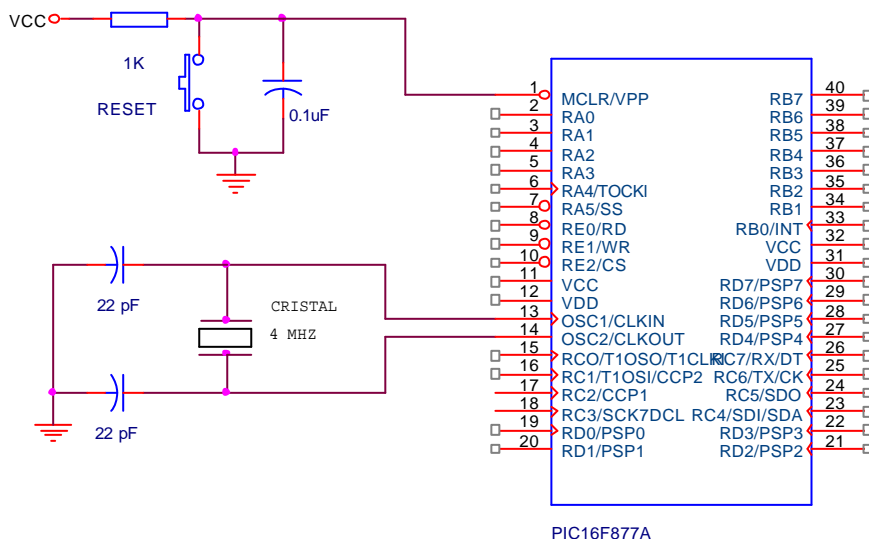 VCC
1K
RESET
0.1uF
22 pF
CRISTAL
4 MHZ
22 pF
1 MCLR/VPP
2 RA0
3 RA1
4 RA2
5 RA3
6 RA4/TOCKI
7 RA5/SS
8 RE0/RD
9 RE1/WR
10 RE2/CS
11 VCC
12 VDD
13 OSC1/CLKIN
14 OSC2/CLKOUT
15 RCO/T1OSO/T1CLKI
16 RC1/T1OSI/CCP2
17 RC2/CCP1
18 RC3/SCK7DCL
19 RD0/PSP0
20 RD1/PSP1
RB7 40
RB6 39
RB5 38
RB4 37
RB3 36
RB2 35
RB1 34
RB0/INT 33
VCC 32
VDD 31
RD7/PSP7 30
RD6/PSP6 29
RD5/PSP5 28
RD4/PSP4 27
RC7/RX/DT 26
RC6/TX/CK 25
RC5/SDO 24
RC4/SDI/SDA 23
RD3/PSP3 22
RD2/PSP2 21
PIC16F877A